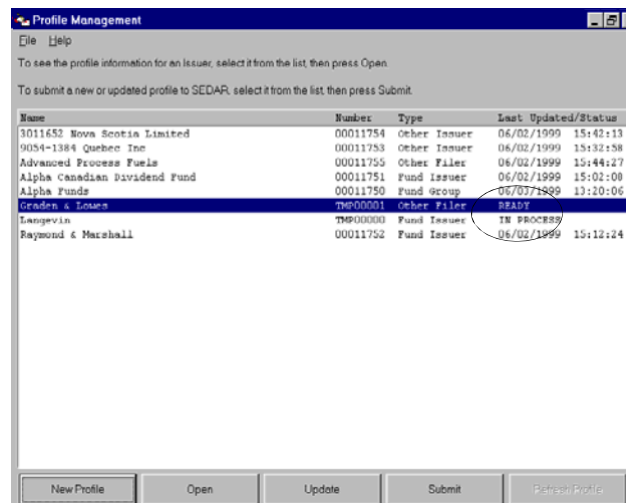 Profile Management
File Help
To see the profile information for an Issuer, select it from the list, then press Open.
To submit a new or updated profile to SEDAR, select it from the list, then press Submit.
Name Number Type Last Updated/Status
3011652 Nova Scotia Limited 00011754 Other Issuer 06/02/1999 15:42:13
9054-1384 Quebec Inc 00011753 Other Issuer 06/02/1999 15:32:58
Advanced Process Fuels 00011755 Other Filer 06/02/1999 15:44:27
Alpha Canadian Dividend Fund 00011751 Fund Issuer 06/02/1999 15:02:08
Alpha Funds 00011750 Fund Group 06/03/1999 13:20:06
Graden & Lowes TMP00001 Other Filer READY
Langevin TMP00000 Fund Issuer IN PROCESS
Raymond & Marshall 00011752 Fund Issuer 06/02/1999 15:12:24
New Profile Open Update Submit Refresh Profile